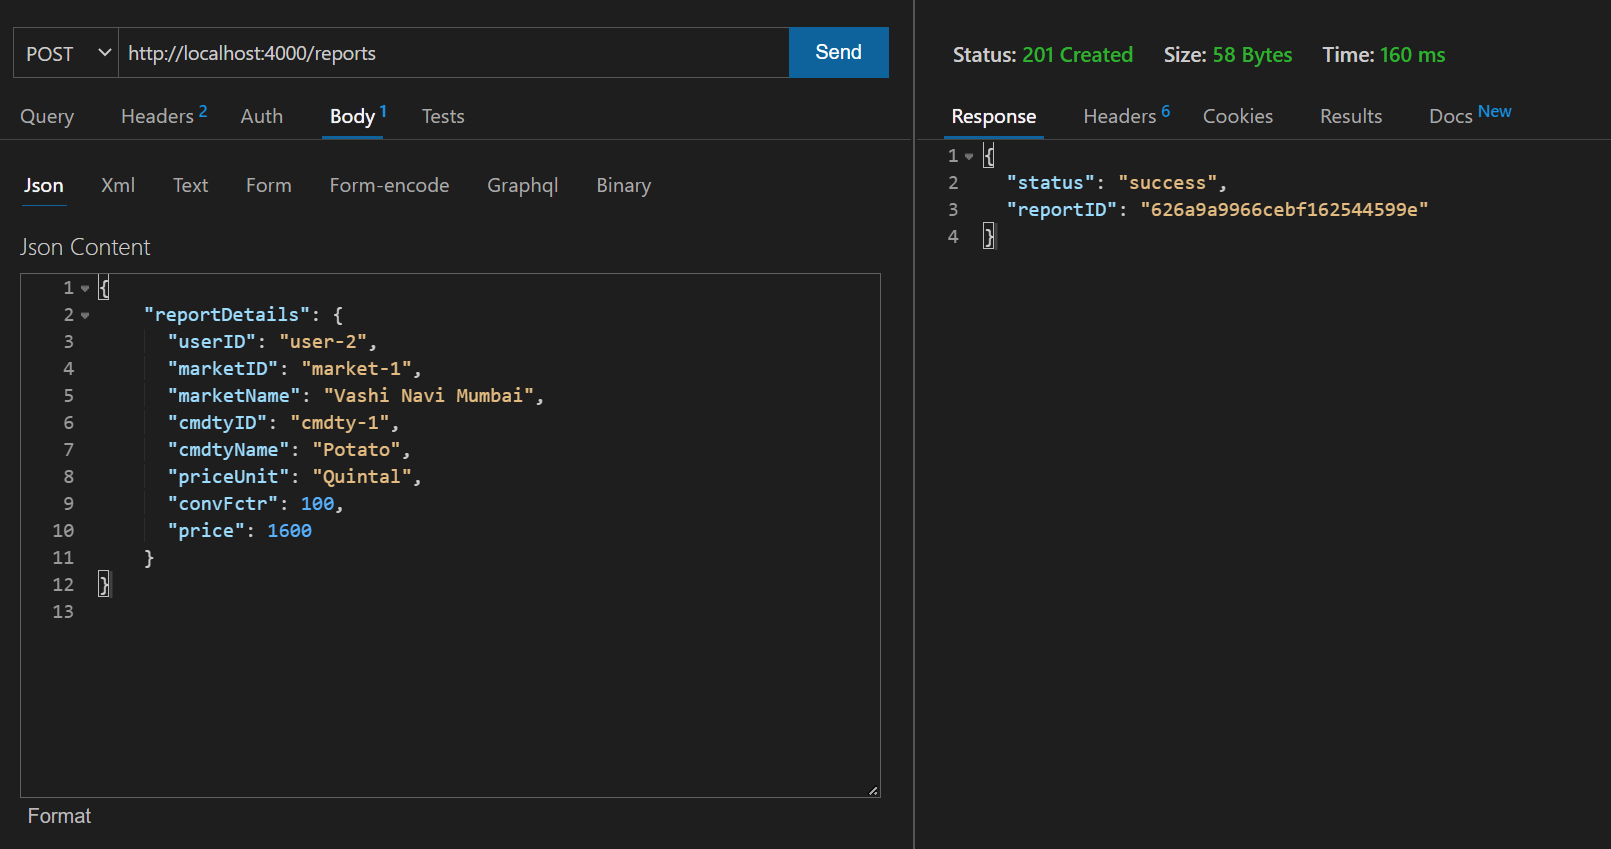 POST http://localhost:4000/reports Send
Query Headers 2 Auth Body 1 Tests
Json Xml Text Form Form-encode Graphql Binary
Json Content
1 {
2 "reportDetails": {
3 "userID": "user-2",
4 "marketID": "market-1",
5 "marketName": "Vashi Navi Mumbai",
6 "cmdtyID": "cmdty-1",
7 "cmdtyName": "Potato",
8 "priceUnit": "Quintal",
9 "convFctr": 100,
10 "price": 1600
11 }
12 }
13
Format
Status: 201 Created Size: 58 Bytes Time: 160 ms
Response Headers 6 Cookies Results Docs New
1 {
2 "status": "success",
3 "reportID": "626a9a9966cebf162544599e"
4 }